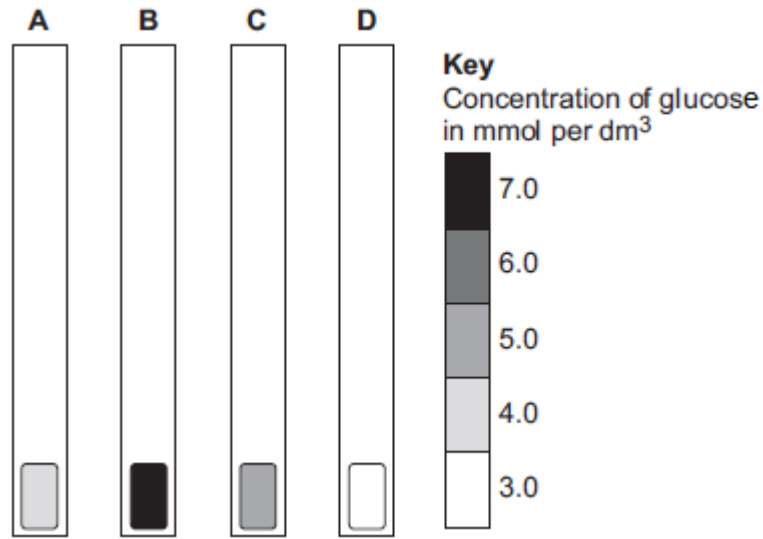 A B C D
Key
Concentration of glucose
in mmol per dm³
7.0
6.0
5.0
4.0
3.0